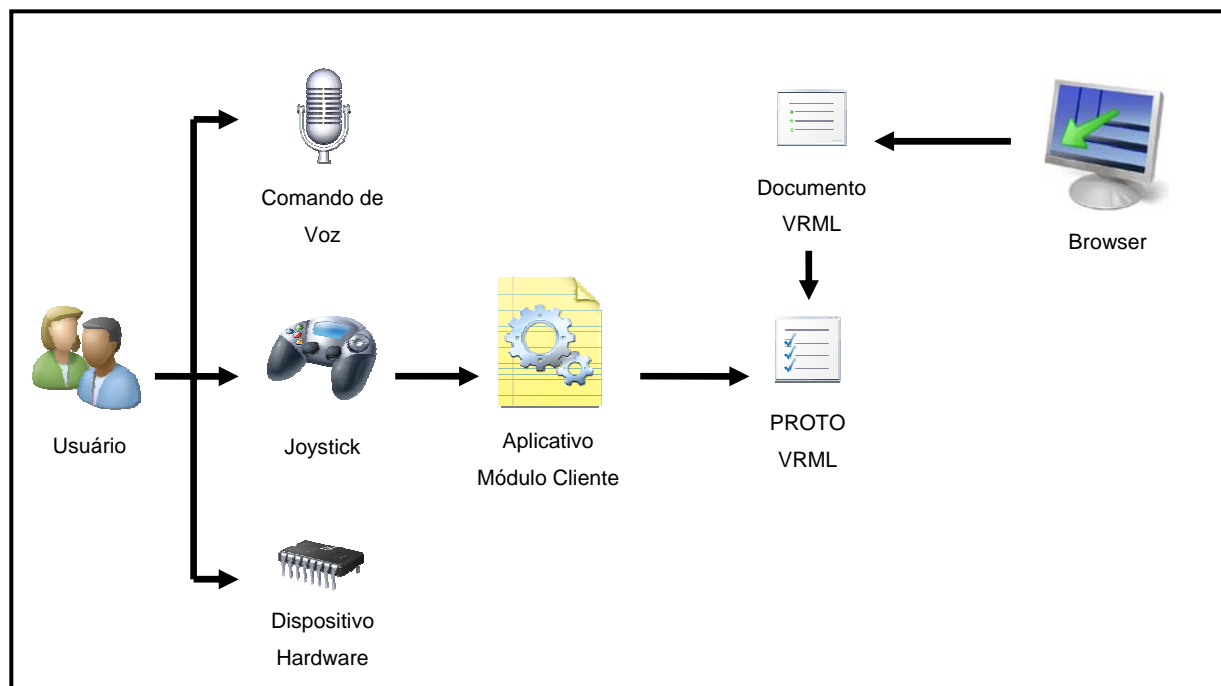 Comando de
Voz
Documento
VRML
Browser
Usuário
Joystick
Aplicativo
Módulo Cliente
PROTO
VRML
Dispositivo
Hardware